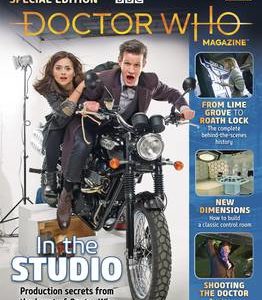 SPECIAL EDITION
BBC
DOCTOR WHO
MAGAZINE
FROM LIME
GROVE TO
ROATH LOCK
The complete
behind-the-scenes
history
NEW
DIMENSIONS
How to build
a classic control room
SHOOTING
THE DOCTOR
In the
STUDIO
Production secrets from